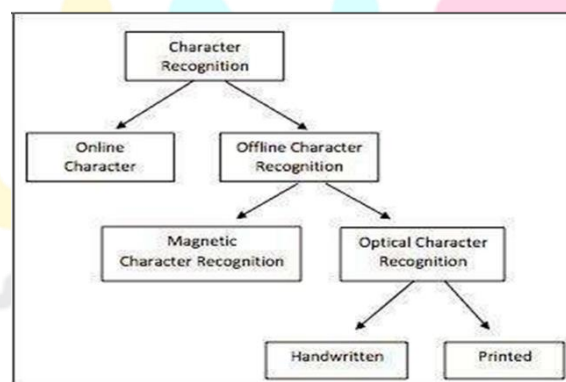 Character
Recognition
Online
Character
Offline Character
Recognition
Magnetic
Character Recognition
Optical Character
Recognition
Handwritten
Printed